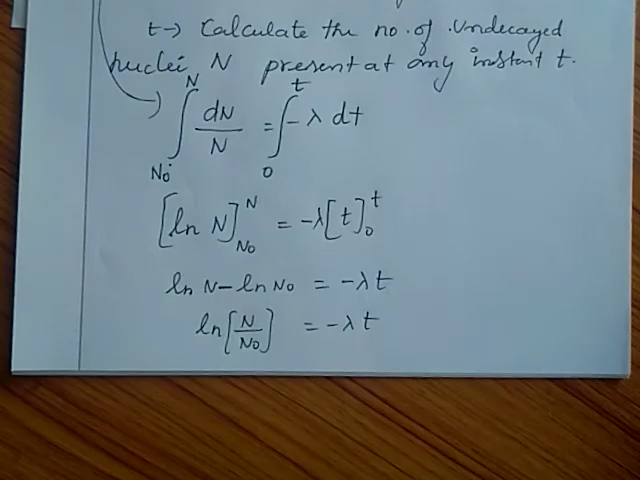 t→ Calculate the no. of undecayed
nuclei N present at any instant t.
∫_{N₀}^{N} dN/N = ∫_{0}^{t} -λ dt
[ln N]_{N₀}^{N} = -λ[t]_{0}^{t}
ln N - ln N₀ = -λt
ln[N/N₀] = -λt